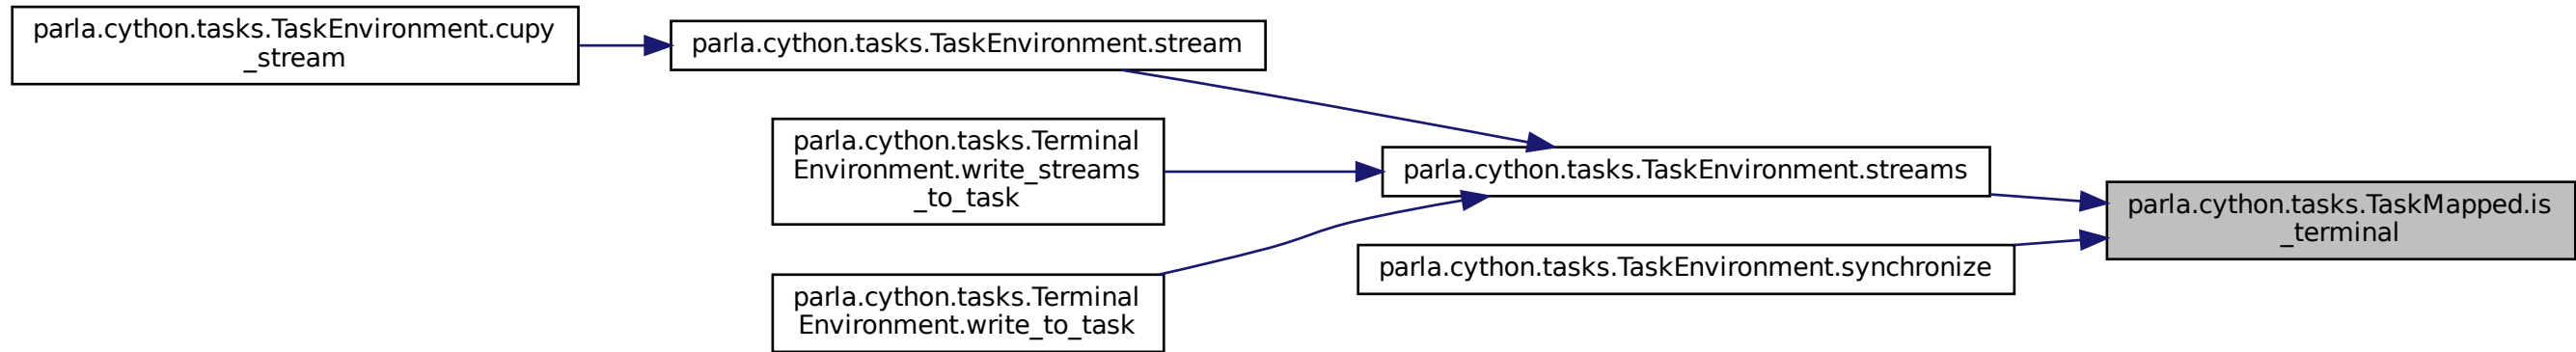 parla.cython.tasks.TaskEnvironment.cupy
_stream
parla.cython.tasks.TaskEnvironment.stream
parla.cython.tasks.Terminal
Environment.write_streams
_to_task
parla.cython.tasks.Terminal
Environment.write_to_task
parla.cython.tasks.TaskEnvironment.streams
parla.cython.tasks.TaskEnvironment.synchronize
parla.cython.tasks.TaskMapped.is
_terminal